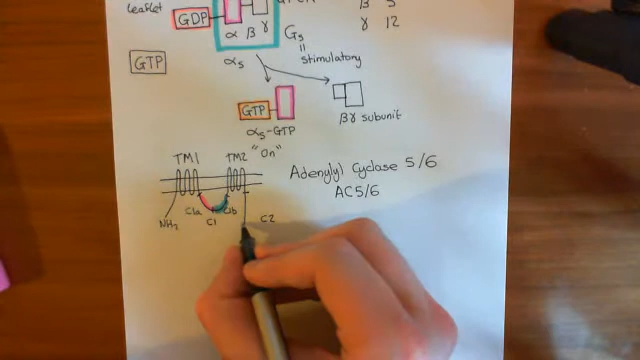 leaflet
GDP
α β γ
Gs
β 5
γ 12
GTP
αs
= stimulatory
GTP
αs-GTP
"On"
βγ subunit
TM1
TM2
Adenylyl Cyclase 5/6
AC5/6
C1a
C1b
C1
C2
NH₂